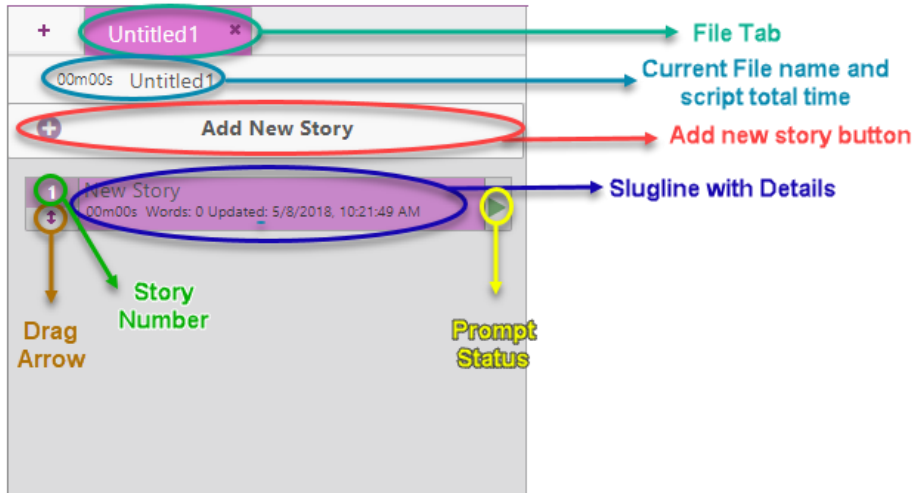 + Untitled1 × File Tab
00m00s Untitled1 Current File name and
script total time
Add New Story Add new story button
1 New Story Slugline with Details
00m00s Words: 0 Updated: 5/8/2018, 10:21:49 AM
Story
Number
Drag
Arrow
Prompt
Status